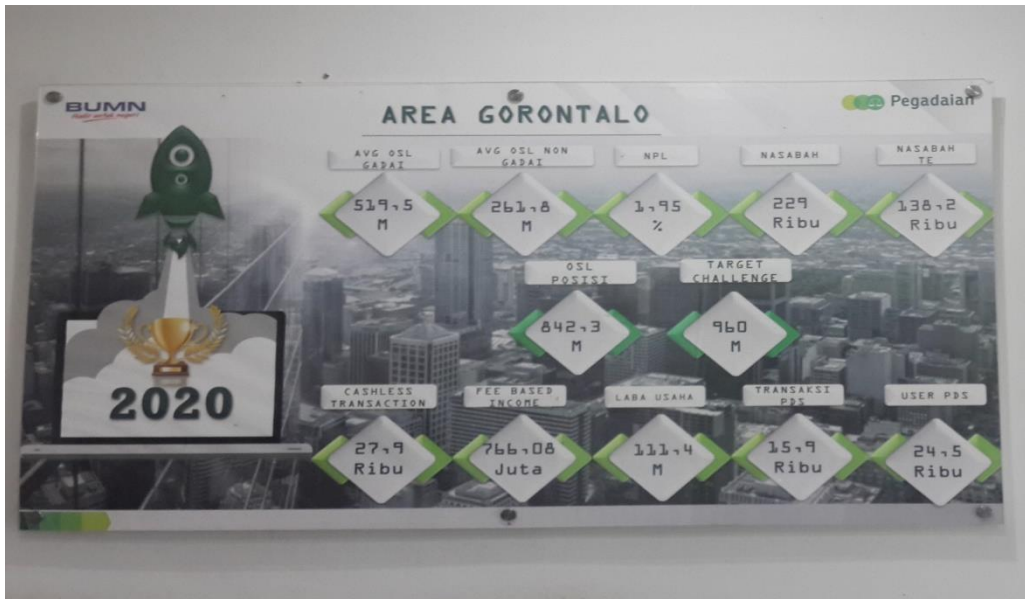 BUMN
Hadir untuk negeri
AREA GORONTALO
Pegadaian
AVG OSL
GADAI
519,5
M
AVG OSL NON
GADAI
261,8
M
NPL
1,95
%
NASABAH
229
Ribu
NASABAH
TE
138,2
Ribu
OSL
POSISI
842,3
M
TARGET
CHALLENGE
960
M
2020
CASHLESS
TRANSACTION
27,9
Ribu
FEE BASED
INCOME
766,08
Juta
LABA USAHA
111,4
M
TRANSAKSI
PDS
15,9
Ribu
USER PDS
24,5
Ribu